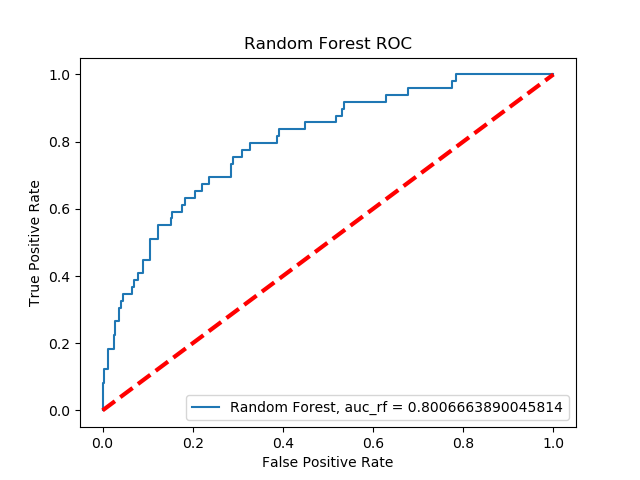 Random Forest ROC
True Positive Rate
1.0
0.8
0.6
0.4
0.2
0.0
Random Forest, auc_rf = 0.8006663890045814
0.0 0.2 0.4 0.6 0.8 1.0
False Positive Rate